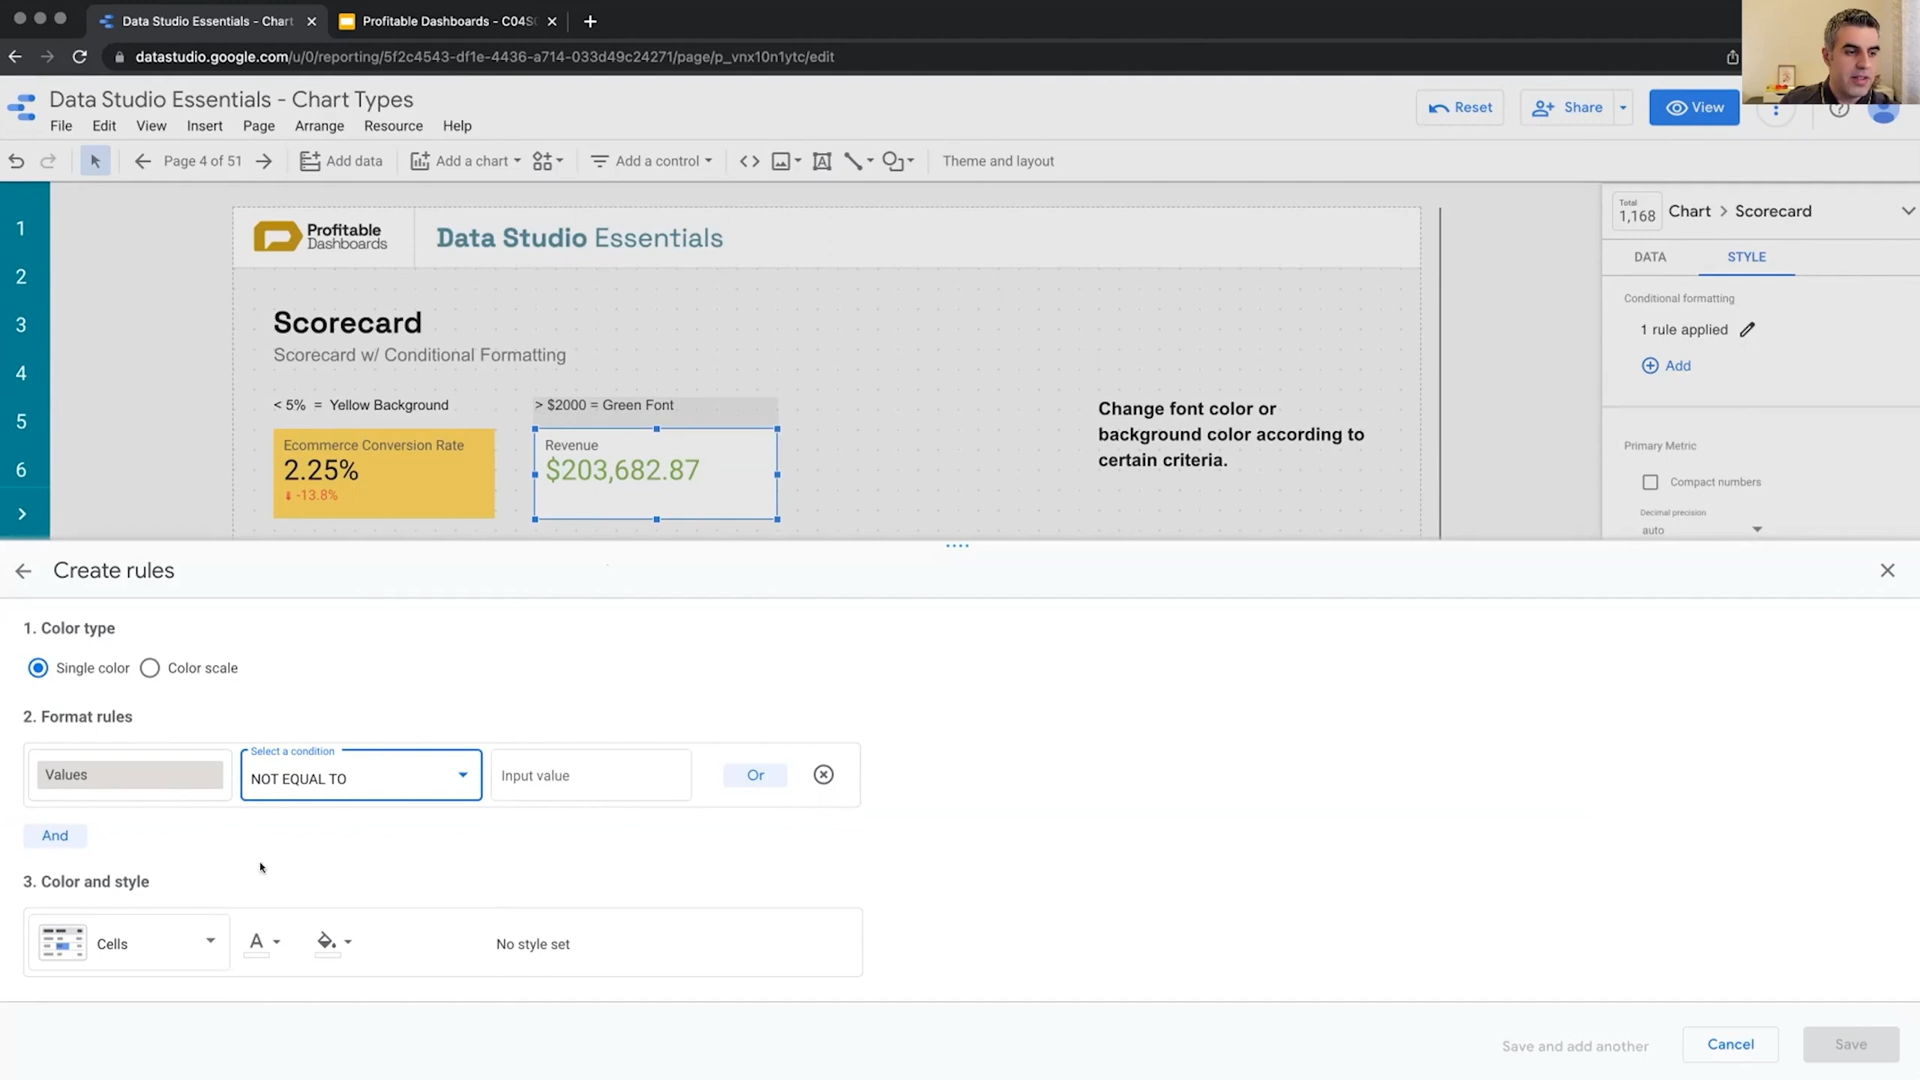 Data Studio Essentials - Chart
Profitable Dashboards - C04S
datastudio.google.com/u/0/reporting/5f2c4543-df1e-4436-a714-033d49c24271/page/p_vnx10n1ytc/edit
Data Studio Essentials - Chart Types
Reset
Share
View
File Edit View Insert Page Arrange Resource Help
Page 4 of 51
Add data
Add a chart
Add a control
Theme and layout
1
2
3
4
5
6
Profitable
Dashboards
Data Studio Essentials
Scorecard
Scorecard w/ Conditional Formatting
< 5% = Yellow Background
> $2000 = Green Font
Ecommerce Conversion Rate
2.25%
-13.8%
Revenue
$203,682.87
Change font color or
background color according to
certain criteria.
Total
1,168
Chart > Scorecard
DATA STYLE
Conditional formatting
1 rule applied
Add
Primary Metric
Compact numbers
Decimal precision
auto
Create rules
1. Color type
Single color Color scale
2. Format rules
Values
Select a condition
NOT EQUAL TO
Input value
Or
And
3. Color and style
Cells
A
No style set
Save and add another
Cancel
Save